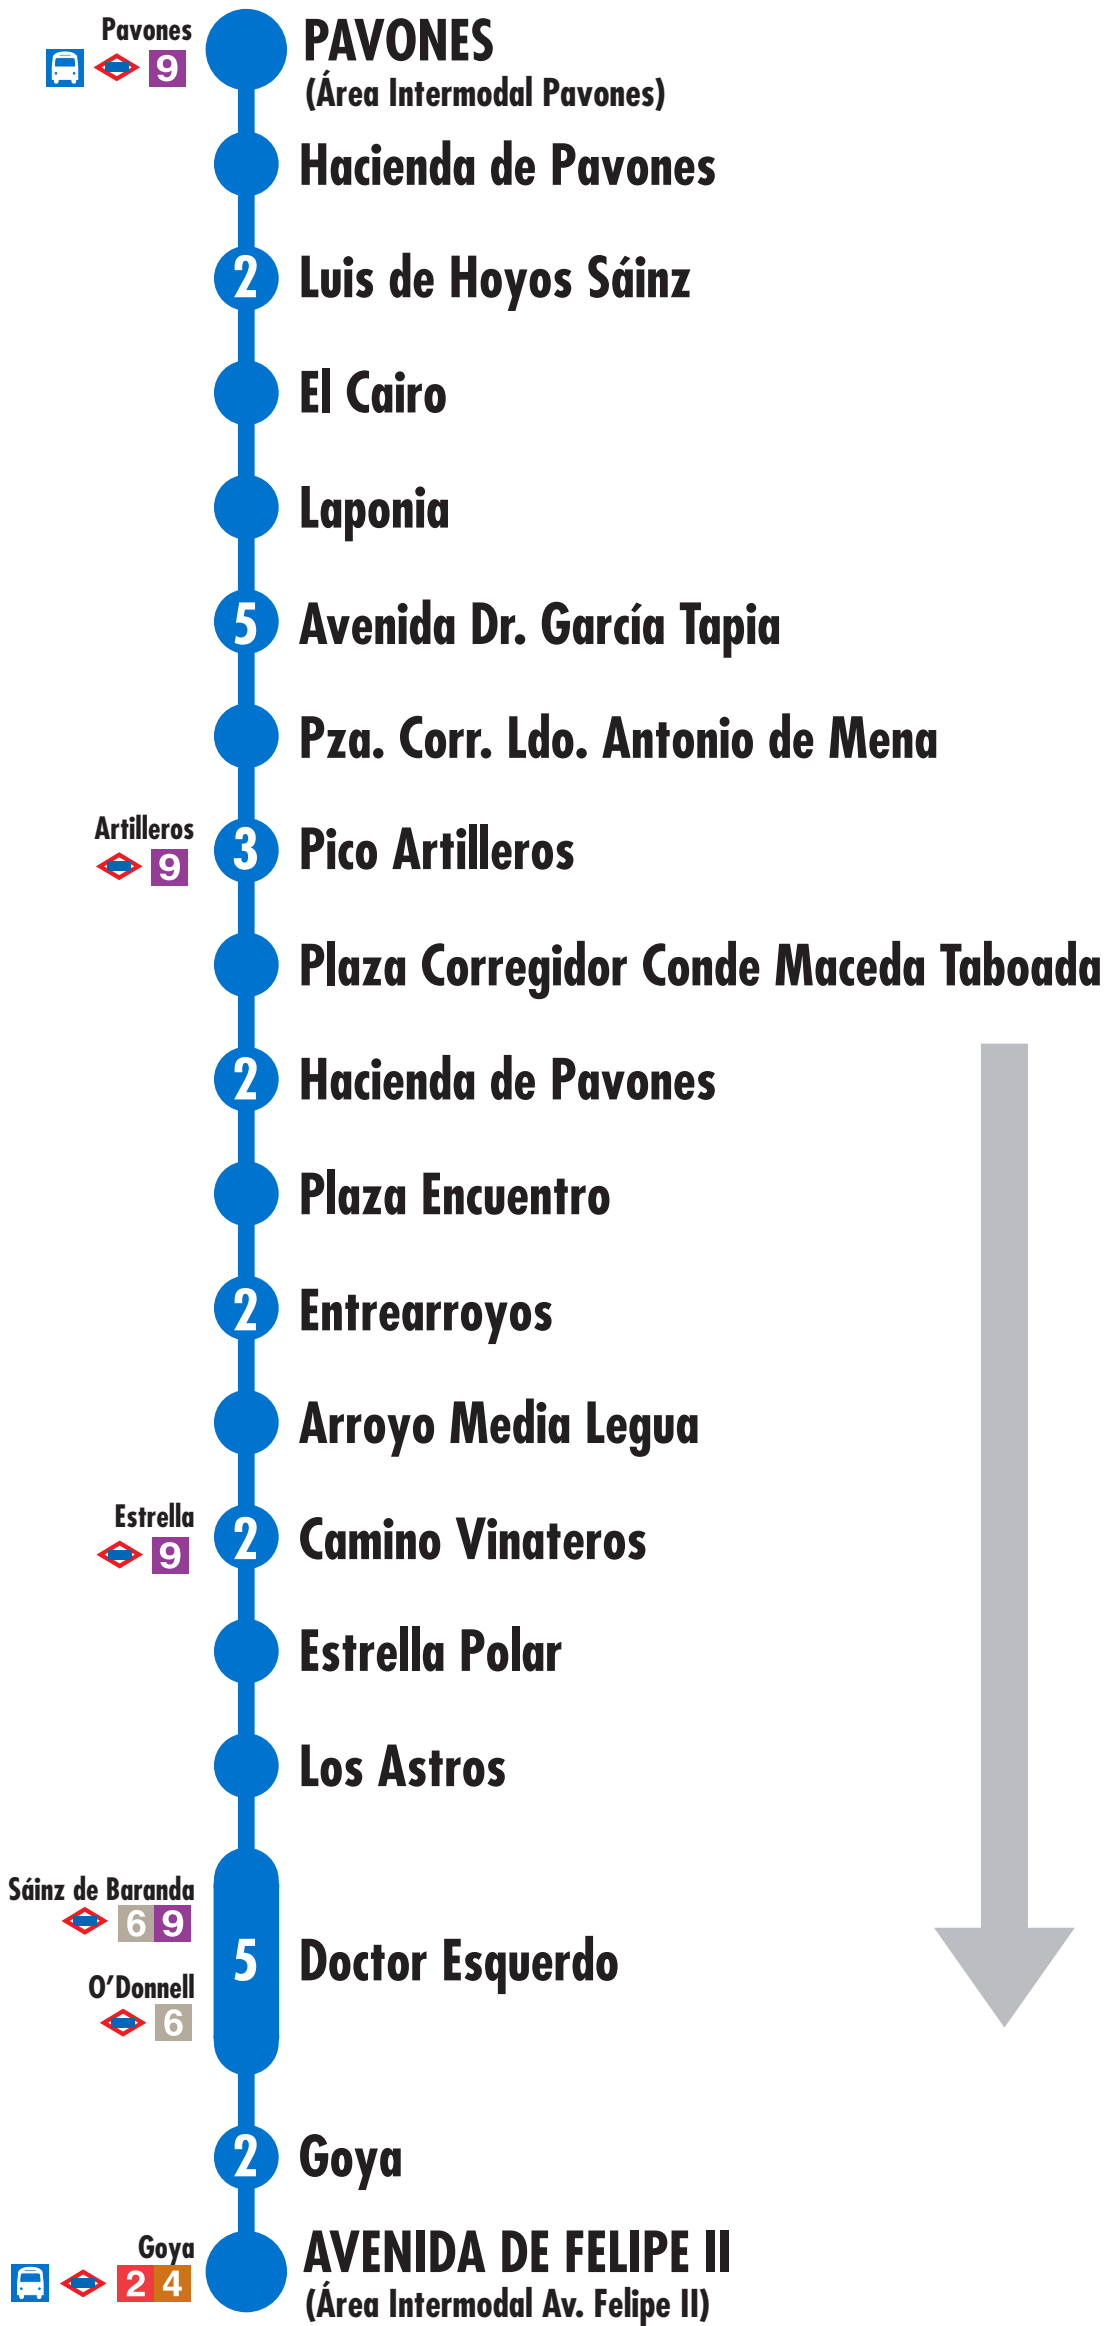 Pavones
9
PAVONES
(Área Intermodal Pavones)
Hacienda de Pavones
2 Luis de Hoyos Sáinz
El Cairo
Laponia
5 Avenida Dr. García Tapia
Pza. Corr. Ldo. Antonio de Mena
Artilleros
9
3 Pico Artilleros
Plaza Corregidor Conde Maceda Taboada
2 Hacienda de Pavones
Plaza Encuentro
2 Entrearroyos
Arroyo Media Legua
Estrella
9
2 Camino Vinateros
Estrella Polar
Los Astros
Sáinz de Baranda
6 9
O'Donnell
6
5 Doctor Esquerdo
2 Goya
Goya
2 4
AVENIDA DE FELIPE II
(Área Intermodal Av. Felipe II)